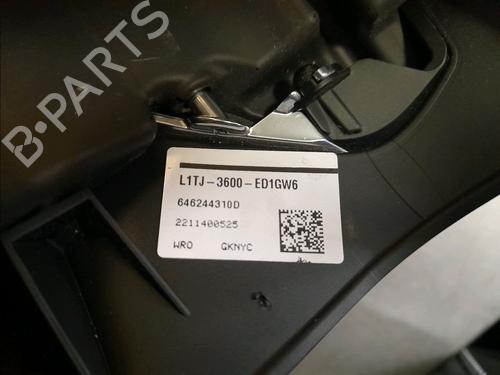 B-PARTS
L1TJ-3600-ED1GW6
646244310D
2211400525
WRO GKNYC